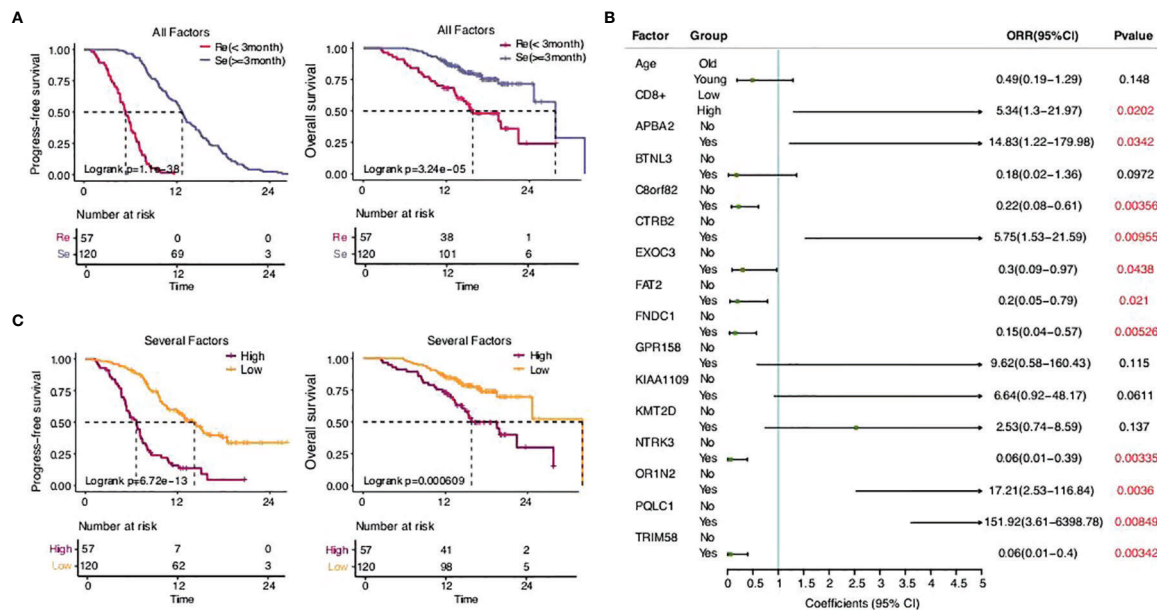 A
All Factors
Re(< 3month)
Se(>=3month)
Progress−free survival
1.00
0.75
0.50
0.25
0.00
Logrank p=1.1e−38
0 12 24
Number at risk
Re 57 0 0
Se 120 69 3
0 12 24
Time
All Factors
Re(< 3month)
Se(>=3month)
Overall survival
1.00
0.75
0.50
0.25
0.00
Logrank p=3.24e−05
0 12 24
Number at risk
Re 57 38 1
Se 120 101 6
0 12 24
Time
B
Factor Group ORR(95%CI) Pvalue
Age Old
Young 0.49(0.19−1.29) 0.148
CD8+ Low
High 5.34(1.3−21.97) 0.0202
APBA2 No
Yes 14.83(1.22−179.98) 0.0342
BTNL3 No
Yes 0.18(0.02−1.36) 0.0972
C8orf82 No
Yes 0.22(0.08−0.61) 0.00356
CTRB2 No
Yes 5.75(1.53−21.59) 0.00955
EXOC3 No
Yes 0.3(0.09−0.97) 0.0438
FAT2 No
Yes 0.2(0.05−0.79) 0.021
FNDC1 No
Yes 0.15(0.04−0.57) 0.00526
GPR158 No
Yes 9.62(0.58−160.43) 0.115
KIAA1109 No
Yes 6.64(0.92−48.17) 0.0611
KMT2D No
Yes 2.53(0.74−8.59) 0.137
NTRK3 No
Yes 0.06(0.01−0.39) 0.00335
OR1N2 No
Yes 17.21(2.53−116.84) 0.0036
PQLC1 No
Yes 151.92(3.61−6398.78) 0.00849
TRIM58 No
Yes 0.06(0.01−0.4) 0.00342
0 0.5 1 1.5 2 2.5 3 3.5 4 4.5 5
Coefficients (95% CI)
C
Several Factors
High
Low
Progress−free survival
1.00
0.75
0.50
0.25
0.00
Logrank p=6.72e−13
0 12 24
Number at risk
High 57 7 0
Low 120 62 3
0 12 24
Time
Several Factors
High
Low
Overall survival
1.00
0.75
0.50
0.25
0.00
Logrank p=0.000609
0 12 24
Number at risk
High 57 41 2
Low 120 98 5
0 12 24
Time